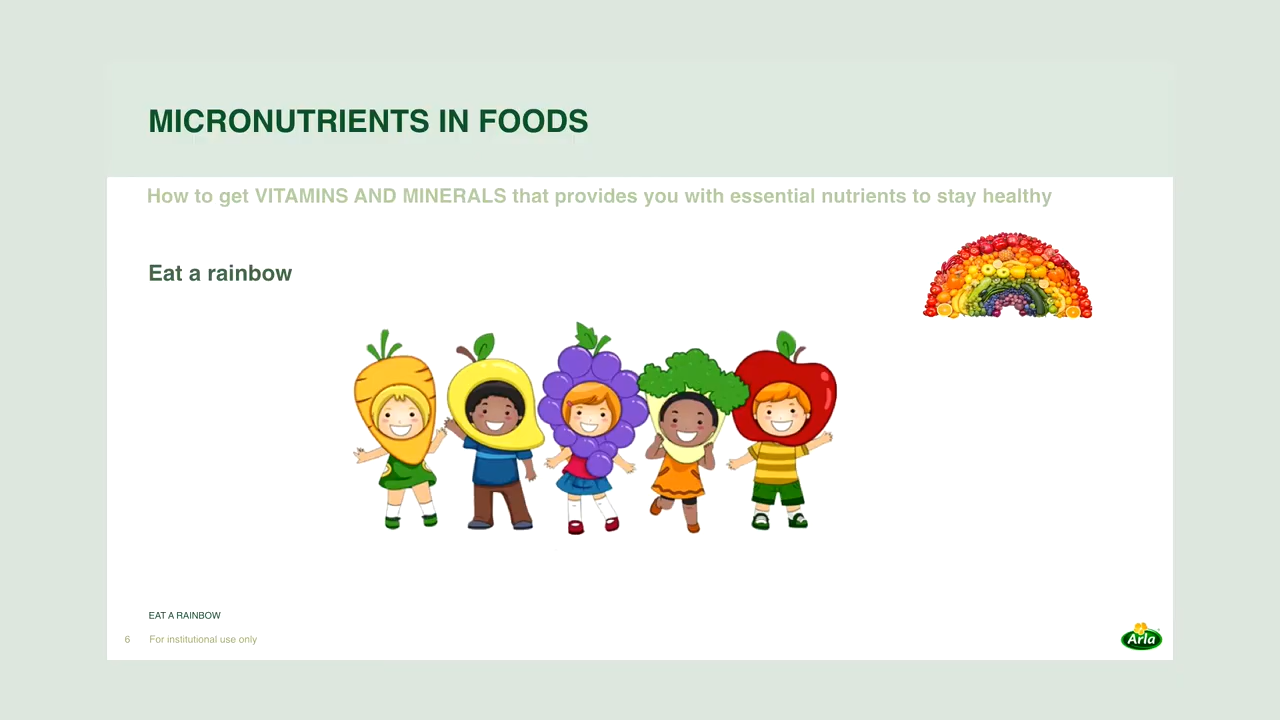 MICRONUTRIENTS IN FOODS
How to get VITAMINS AND MINERALS that provides you with essential nutrients to stay healthy
Eat a rainbow
EAT A RAINBOW
6 For institutional use only
Arla